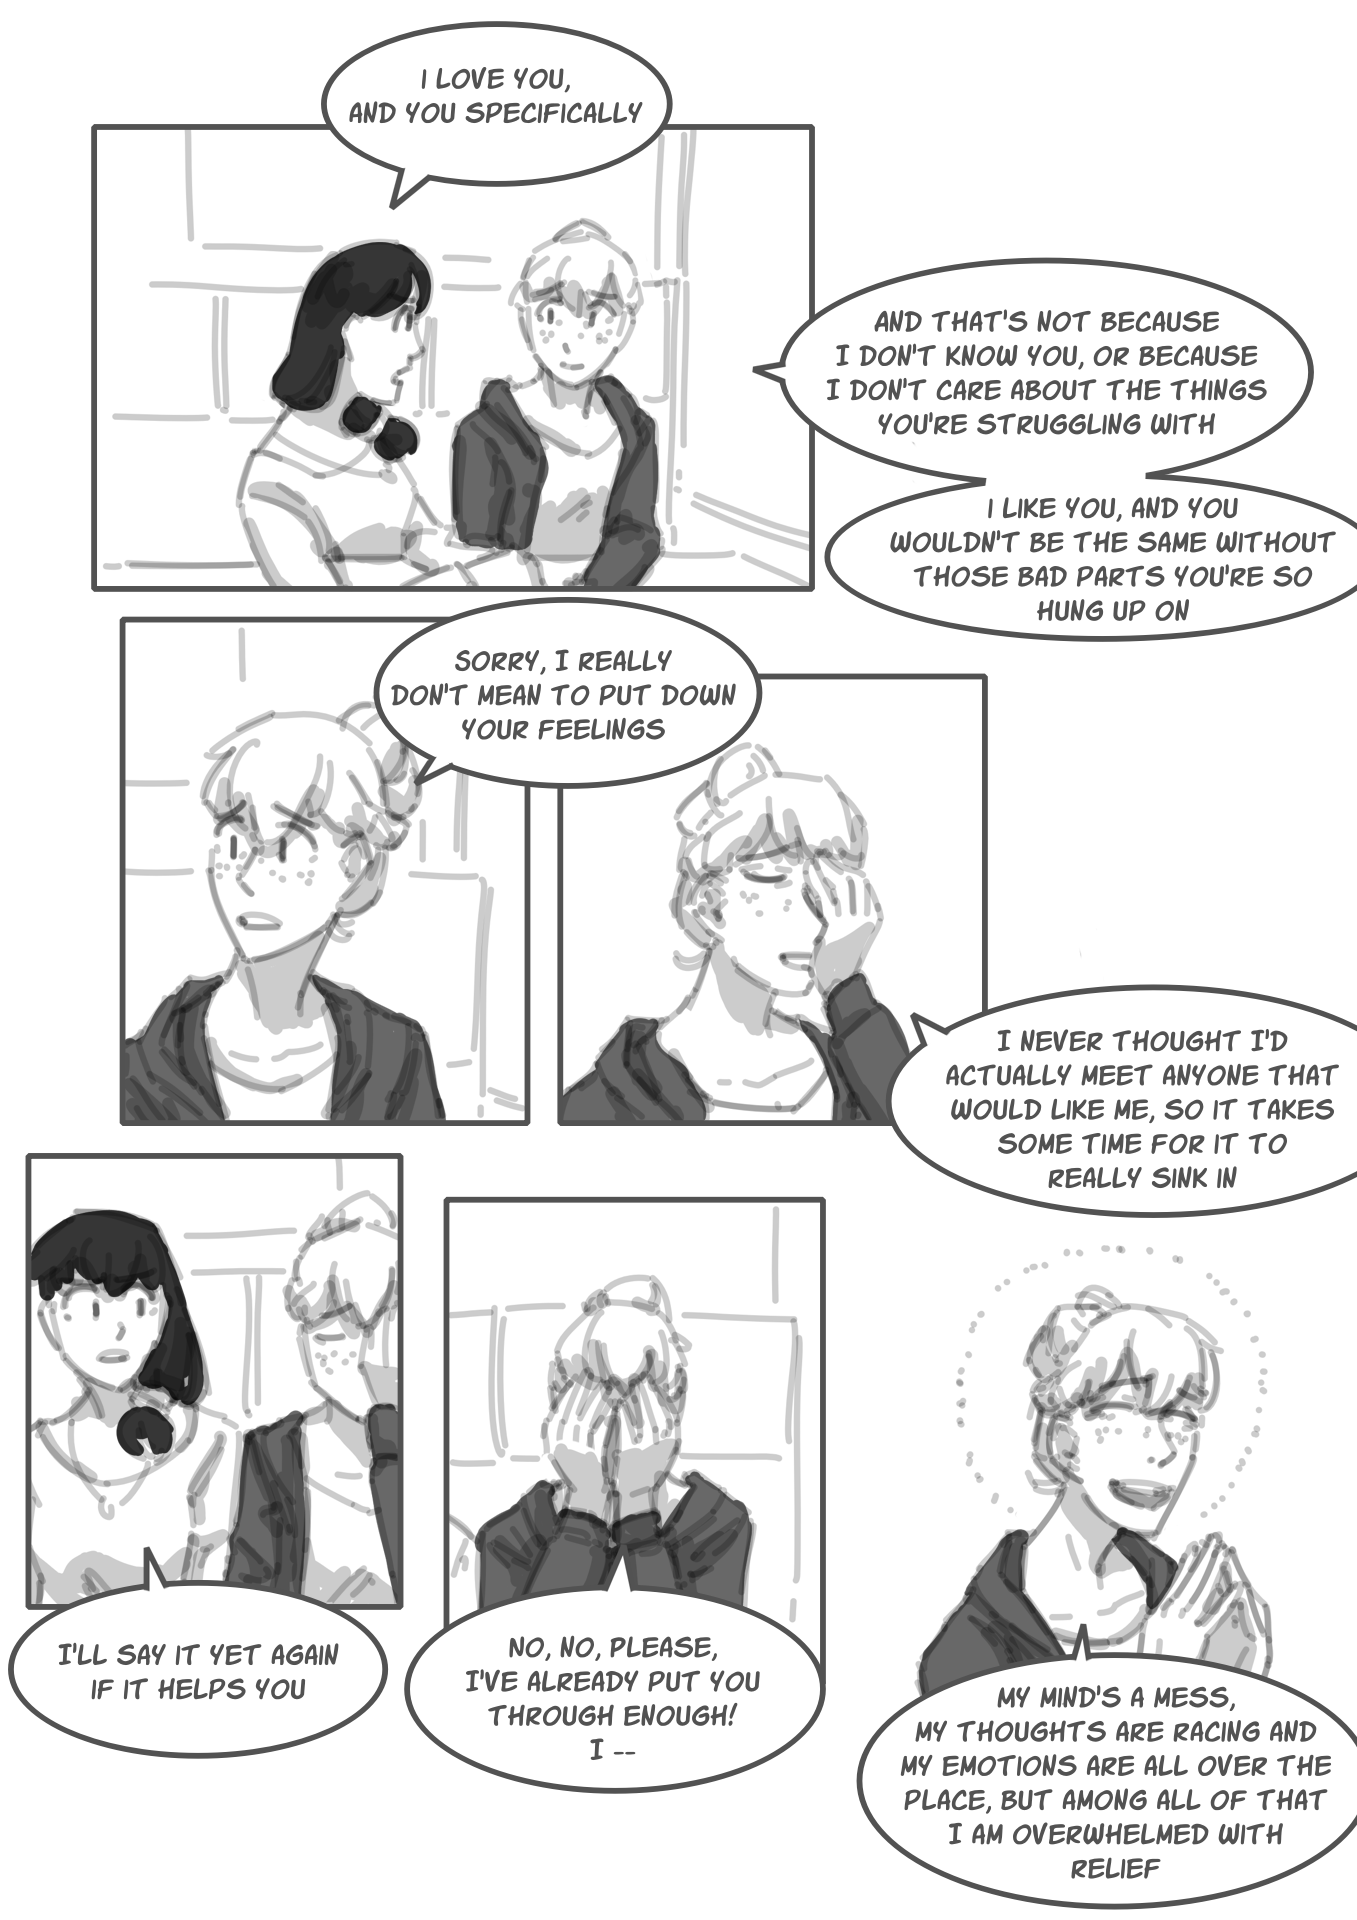 I LOVE YOU,
AND YOU SPECIFICALLY
AND THAT'S NOT BECAUSE
I DON'T KNOW YOU, OR BECAUSE
I DON'T CARE ABOUT THE THINGS
YOU'RE STRUGGLING WITH
I LIKE YOU, AND YOU
WOULDN'T BE THE SAME WITHOUT
THOSE BAD PARTS YOU'RE SO
HUNG UP ON
SORRY, I REALLY
DON'T MEAN TO PUT DOWN
YOUR FEELINGS
I NEVER THOUGHT I'D
ACTUALLY MEET ANYONE THAT
WOULD LIKE ME, SO IT TAKES
SOME TIME FOR IT TO
REALLY SINK IN
I'LL SAY IT YET AGAIN
IF IT HELPS YOU
NO, NO, PLEASE,
I'VE ALREADY PUT YOU
THROUGH ENOUGH!
I --
MY MIND'S A MESS,
MY THOUGHTS ARE RACING AND
MY EMOTIONS ARE ALL OVER THE
PLACE, BUT AMONG ALL OF THAT
I AM OVERWHELMED WITH
RELIEF